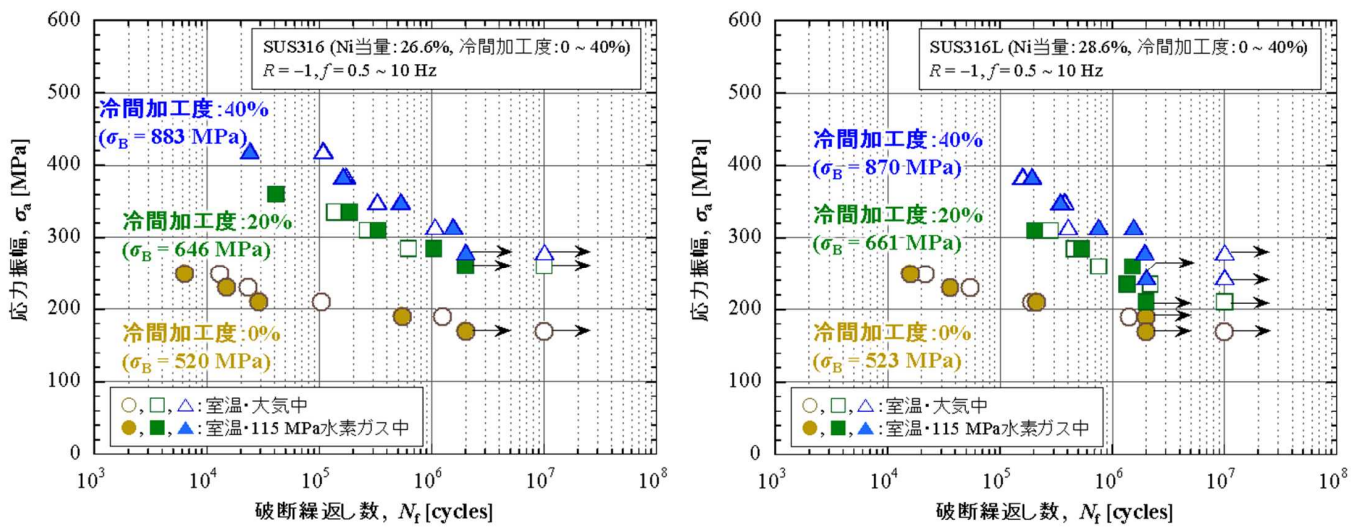 600
500
400
300
200
100
0
応力振幅, σa [MPa]
SUS316 (Ni当量:26.6%, 冷間加工度:0 ~ 40%)
R = −1, f = 0.5 ~ 10 Hz
冷間加工度:40%
(σB = 883 MPa)
冷間加工度:20%
(σB = 646 MPa)
冷間加工度:0%
(σB = 520 MPa)
○, □, △:室温・大気中
●, ■, ▲:室温・115 MPa水素ガス中
10³ 10⁴ 10⁵ 10⁶ 10⁷ 10⁸
破断繰返し数, Nf [cycles]
600
500
400
300
200
100
0
応力振幅, σa [MPa]
SUS316L (Ni当量:28.6%, 冷間加工度:0 ~ 40%)
R = −1, f = 0.5 ~ 10 Hz
冷間加工度:40%
(σB = 870 MPa)
冷間加工度:20%
(σB = 661 MPa)
冷間加工度:0%
(σB = 523 MPa)
○, □, △:室温・大気中
●, ■, ▲:室温・115 MPa水素ガス中
10³ 10⁴ 10⁵ 10⁶ 10⁷ 10⁸
破断繰返し数, Nf [cycles]